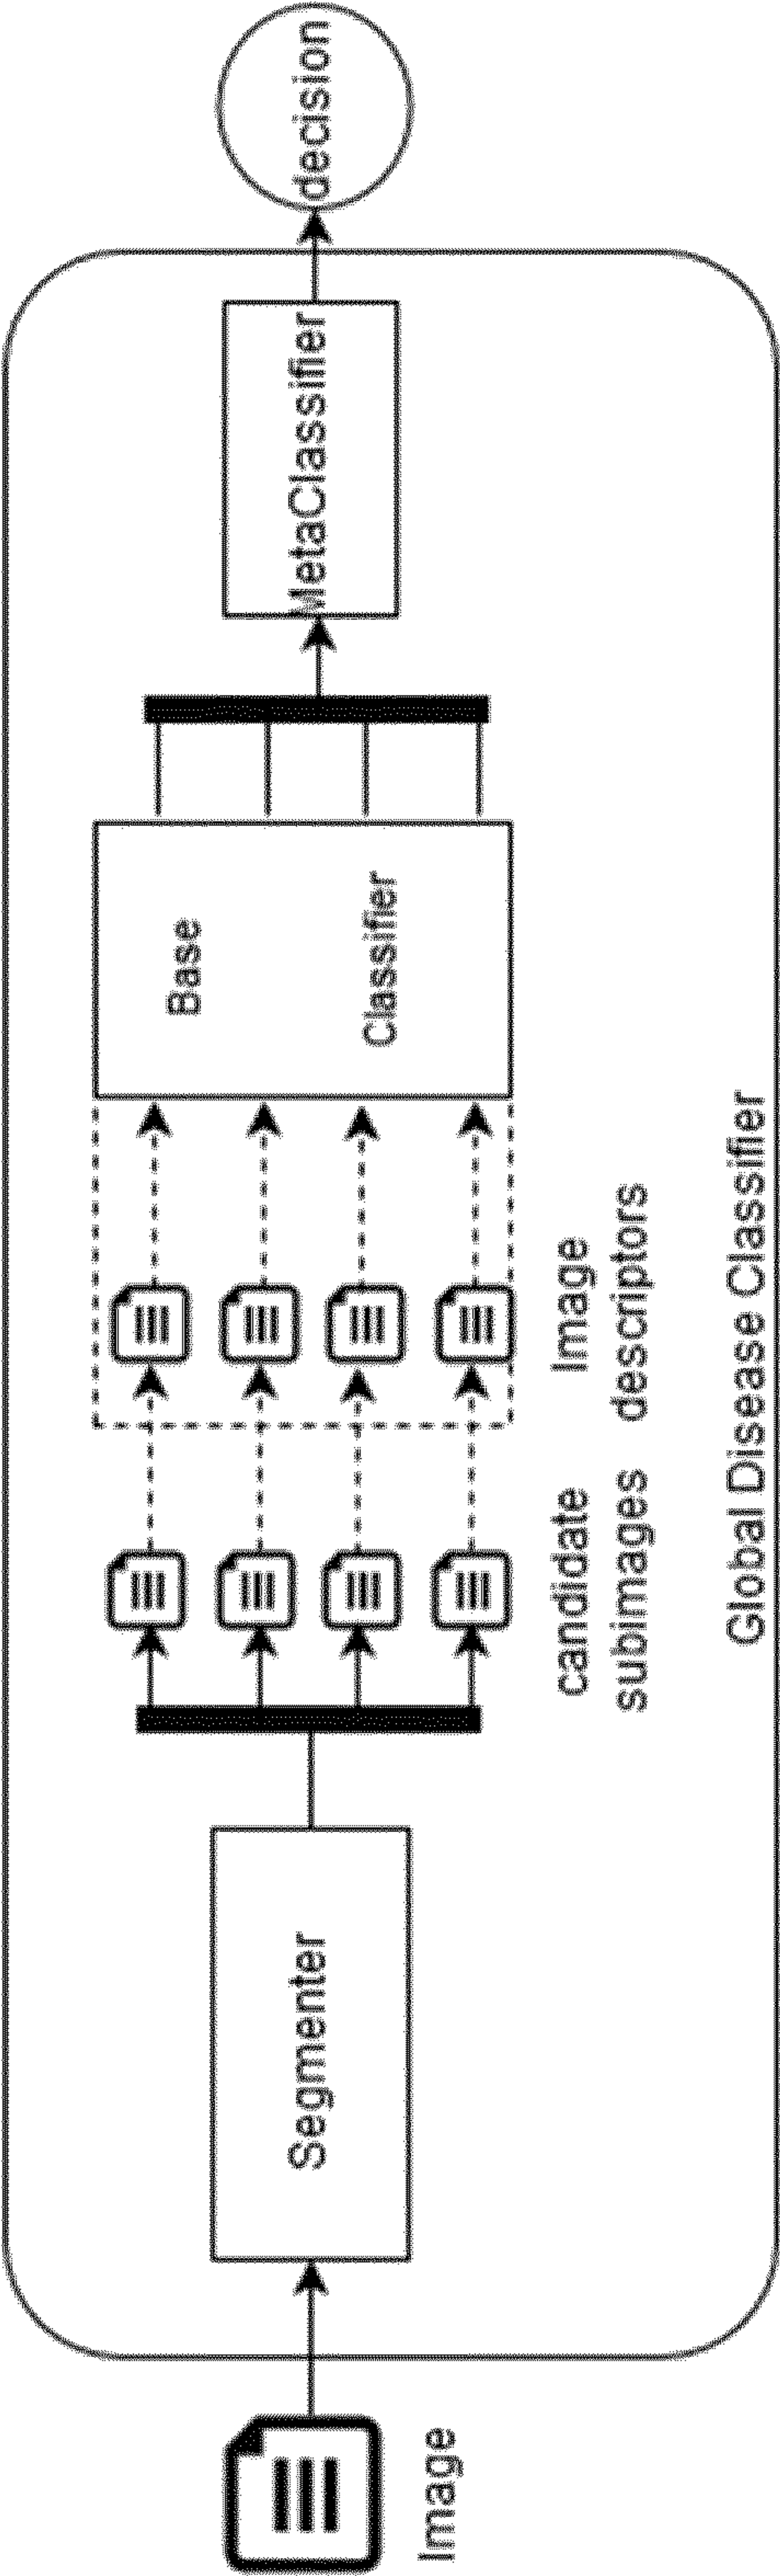 Image
Segmenter
candidate
subimages
Image
descriptors
Base
Classifier
MetaClassifier
decision
Global Disease Classifier